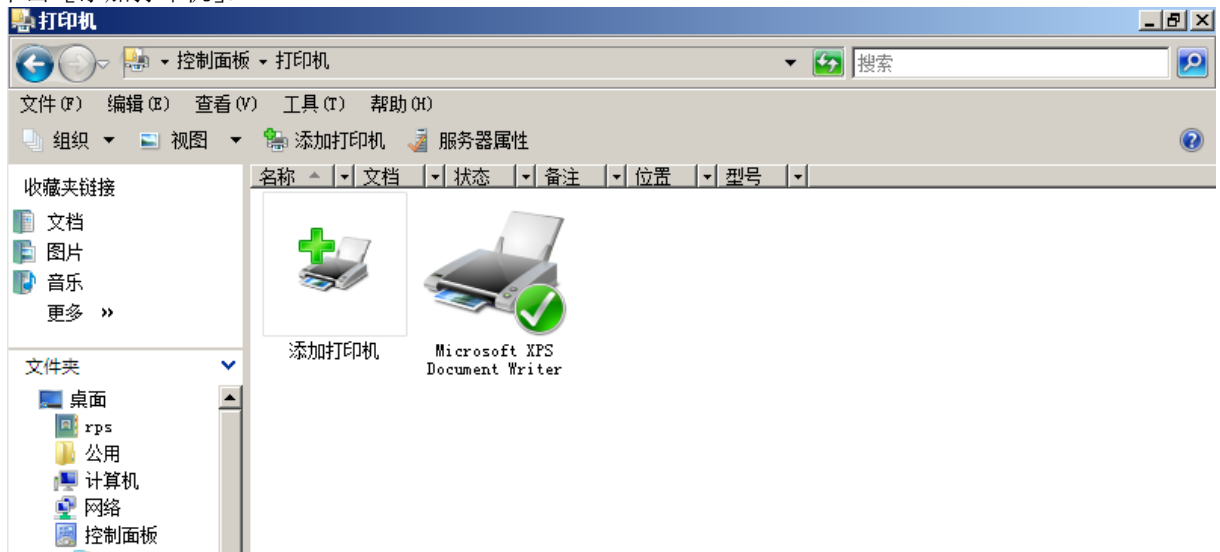 打印机
控制面板 打印机 搜索
文件(F) 编辑(E) 查看(V) 工具(T) 帮助(H)
组织 视图 添加打印机 服务器属性
名称 文档 状态 备注 位置 型号
收藏夹链接
文档
图片
音乐
更多 »
添加打印机
Microsoft XPS
Document Writer
文件夹
桌面
rps
公用
计算机
网络
控制面板